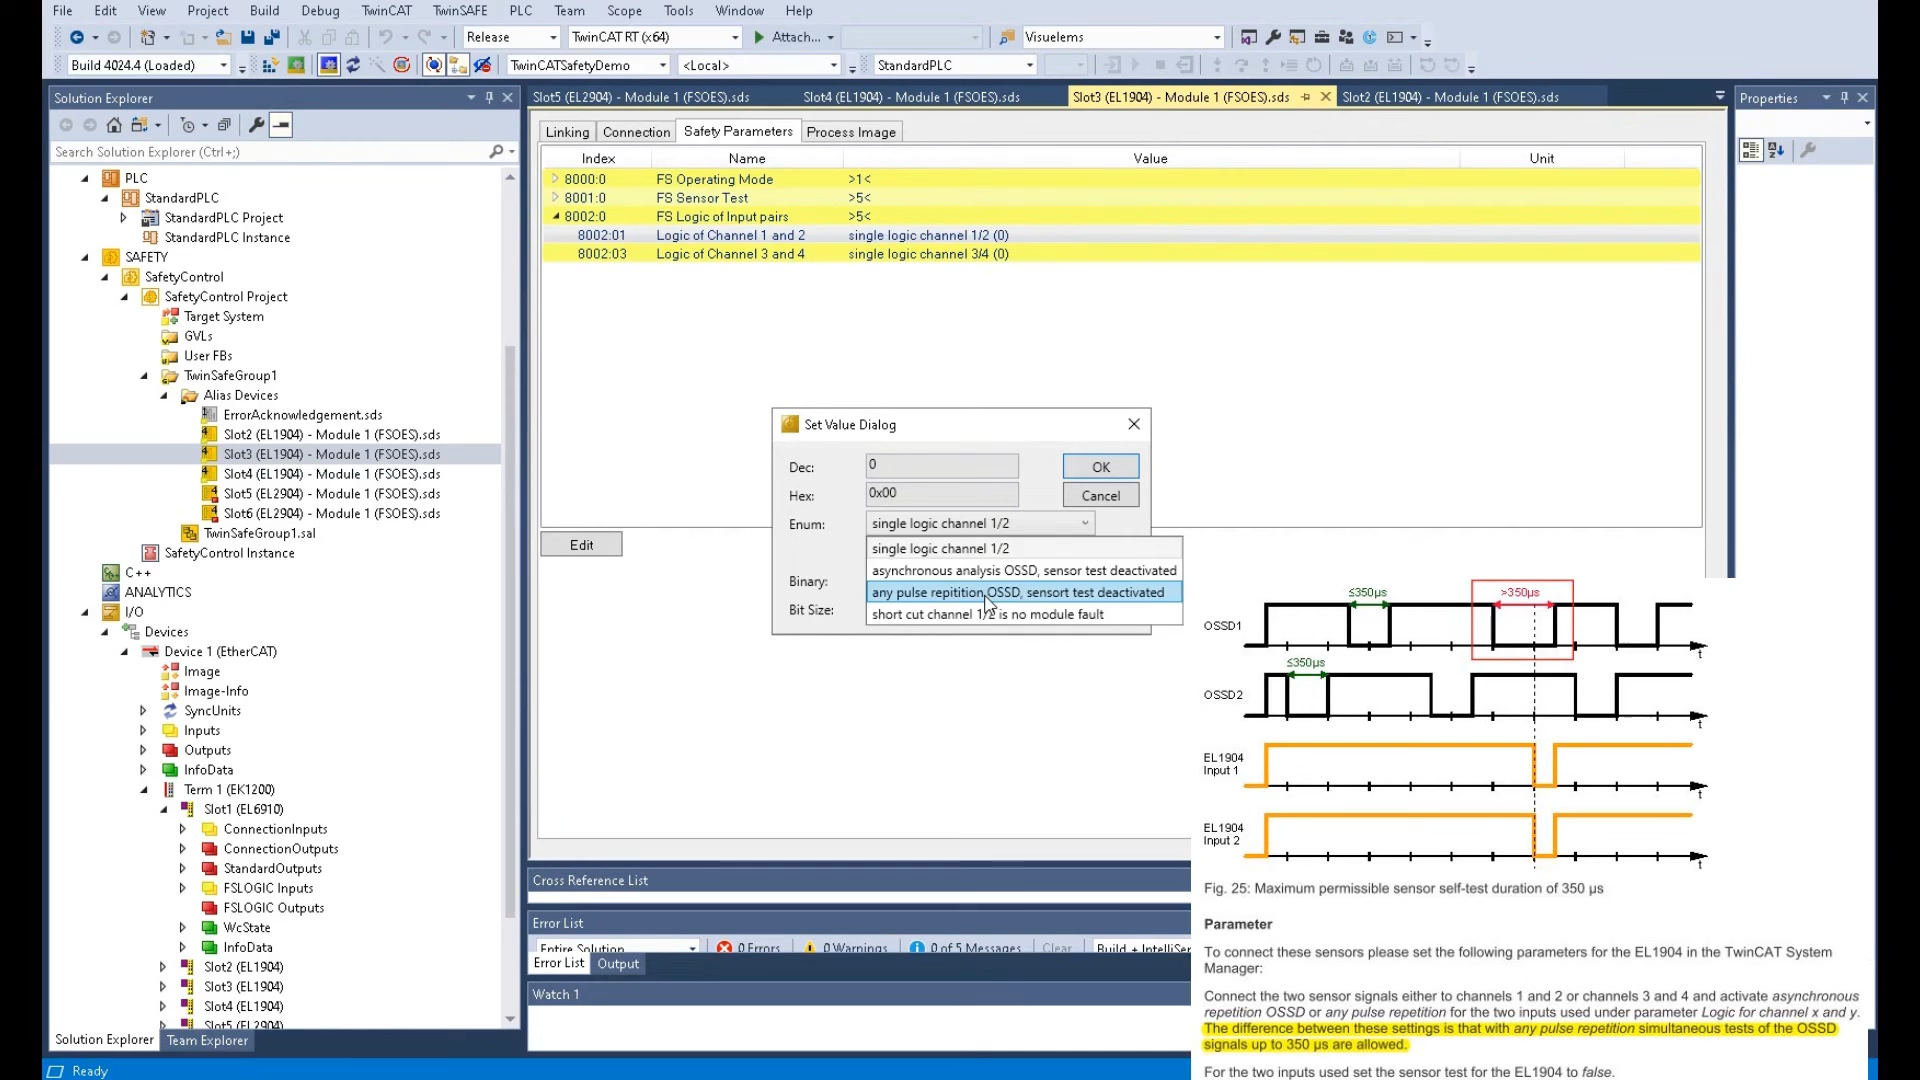 File Edit View Project Build Debug TwinCAT TwinSAFE PLC Team Scope Tools Window Help
Release TwinCAT RT (x64) Attach... Visuelems
Build 4024.4 (Loaded) TwinCATSafetyDemo <Local> StandardPLC
Solution Explorer
Search Solution Explorer (Ctrl+;)
PLC
StandardPLC
StandardPLC Project
StandardPLC Instance
SAFETY
SafetyControl
SafetyControl Project
Target System
GVLs
User FBs
TwinSafeGroup1
Alias Devices
ErrorAcknowledgement.sds
Slot2 (EL1904) - Module 1 (FSOES).sds
Slot3 (EL1904) - Module 1 (FSOES).sds
Slot4 (EL1904) - Module 1 (FSOES).sds
Slot5 (EL2904) - Module 1 (FSOES).sds
Slot6 (EL2904) - Module 1 (FSOES).sds
TwinSafeGroup1.sal
SafetyControl Instance
C++
ANALYTICS
I/O
Devices
Device 1 (EtherCAT)
Image
Image-Info
SyncUnits
Inputs
Outputs
InfoData
Term 1 (EK1200)
Slot1 (EL6910)
ConnectionInputs
ConnectionOutputs
StandardOutputs
FSLOGIC Inputs
FSLOGIC Outputs
WcState
InfoData
Slot2 (EL1904)
Slot3 (EL1904)
Slot4 (EL1904)
Slot5 (EL2904)
Solution Explorer Team Explorer
Ready
Slot5 (EL2904) - Module 1 (FSOES).sds Slot4 (EL1904) - Module 1 (FSOES).sds Slot3 (EL1904) - Module 1 (FSOES).sds Slot2 (EL1904) - Module 1 (FSOES).sds
Linking Connection Safety Parameters Process Image
Index Name Value Unit
8000:0 FS Operating Mode >1<
8001:0 FS Sensor Test >5<
8002:0 FS Logic of Input pairs >5<
8002:01 Logic of Channel 1 and 2 single logic channel 1/2 (0)
8002:03 Logic of Channel 3 and 4 single logic channel 3/4 (0)
Edit
Set Value Dialog
Dec: 0 OK
Hex: 0x00 Cancel
Enum: single logic channel 1/2
single logic channel 1/2
asynchronous analysis OSSD, sensor test deactivated
any pulse repitition OSSD, sensort test deactivated
short cut channel 1/2 is no module fault
Binary:
Bit Size:
Cross Reference List
Error List
Entire Solution 0 Errors 0 Warnings 0 of 5 Messages Clear Build + IntelliSer
Error List Output
Watch 1
Properties
≤350µs >350µs
OSSD1
t
≤350µs
OSSD2
t
EL1904
Input 1
t
EL1904
Input 2
t
Fig. 25: Maximum permissible sensor self-test duration of 350 µs
Parameter
To connect these sensors please set the following parameters for the EL1904 in the TwinCAT System
Manager:
Connect the two sensor signals either to channels 1 and 2 or channels 3 and 4 and activate asynchronous
repetition OSSD or any pulse repetition for the two inputs used under parameter Logic for channel x and y.
The difference between these settings is that with any pulse repetition simultaneous tests of the OSSD
signals up to 350 µs are allowed.
For the two inputs used set the sensor test for the EL1904 to false.